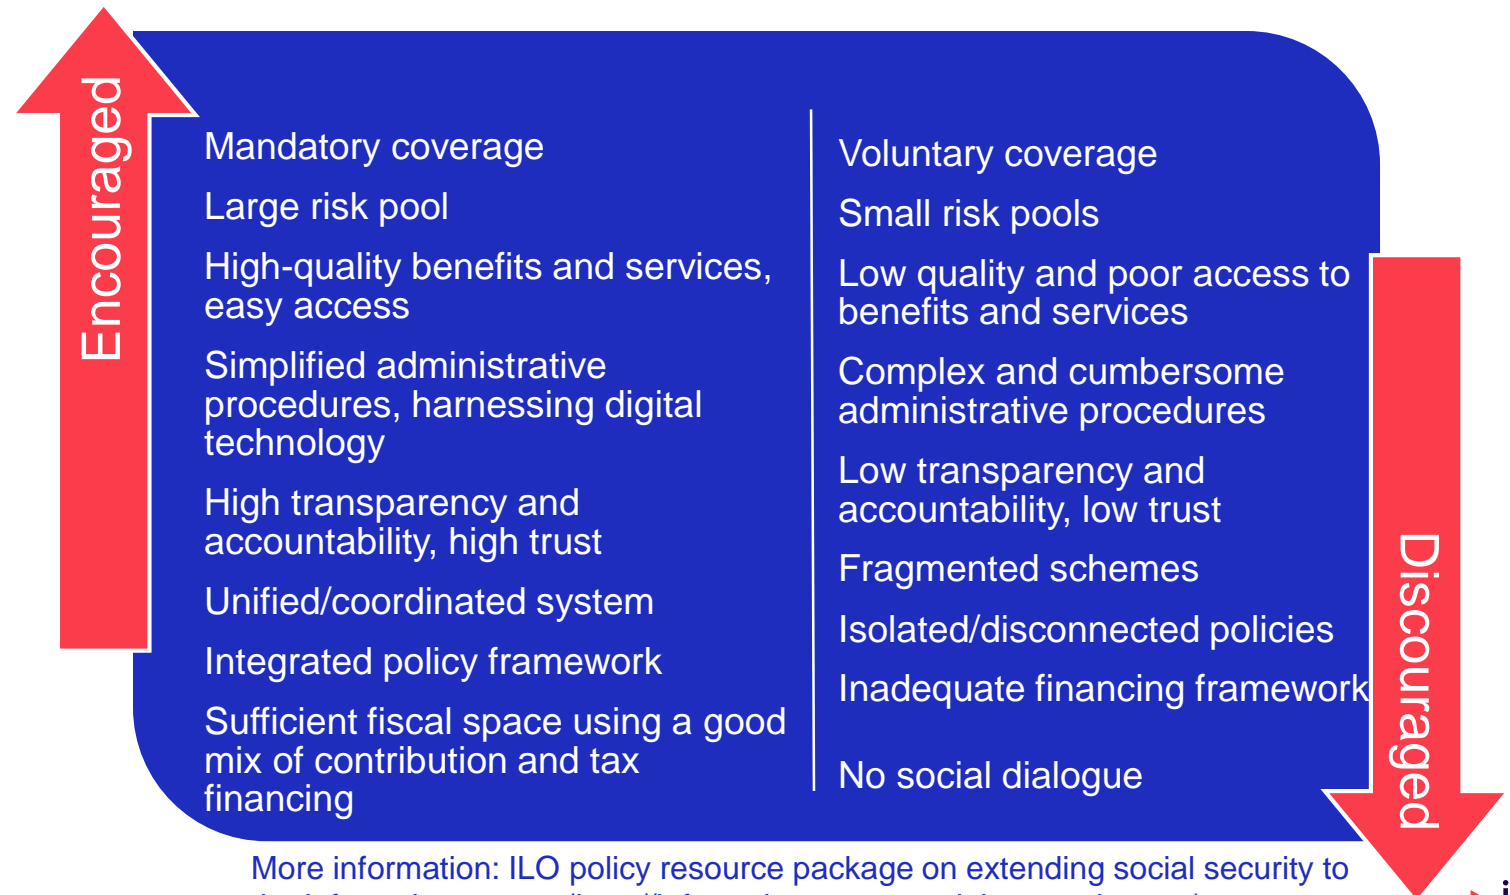 Encouraged
Mandatory coverage
Large risk pool
High-quality benefits and services,
easy access
Simplified administrative
procedures, harnessing digital
technology
High transparency and
accountability, high trust
Unified/coordinated system
Integrated policy framework
Sufficient fiscal space using a good
mix of contribution and tax
financing
Voluntary coverage
Small risk pools
Low quality and poor access to
benefits and services
Complex and cumbersome
administrative procedures
Low transparency and
accountability, low trust
Fragmented schemes
Isolated/disconnected policies
Inadequate financing framework
No social dialogue
Discouraged
More information: ILO policy resource package on extending social security to